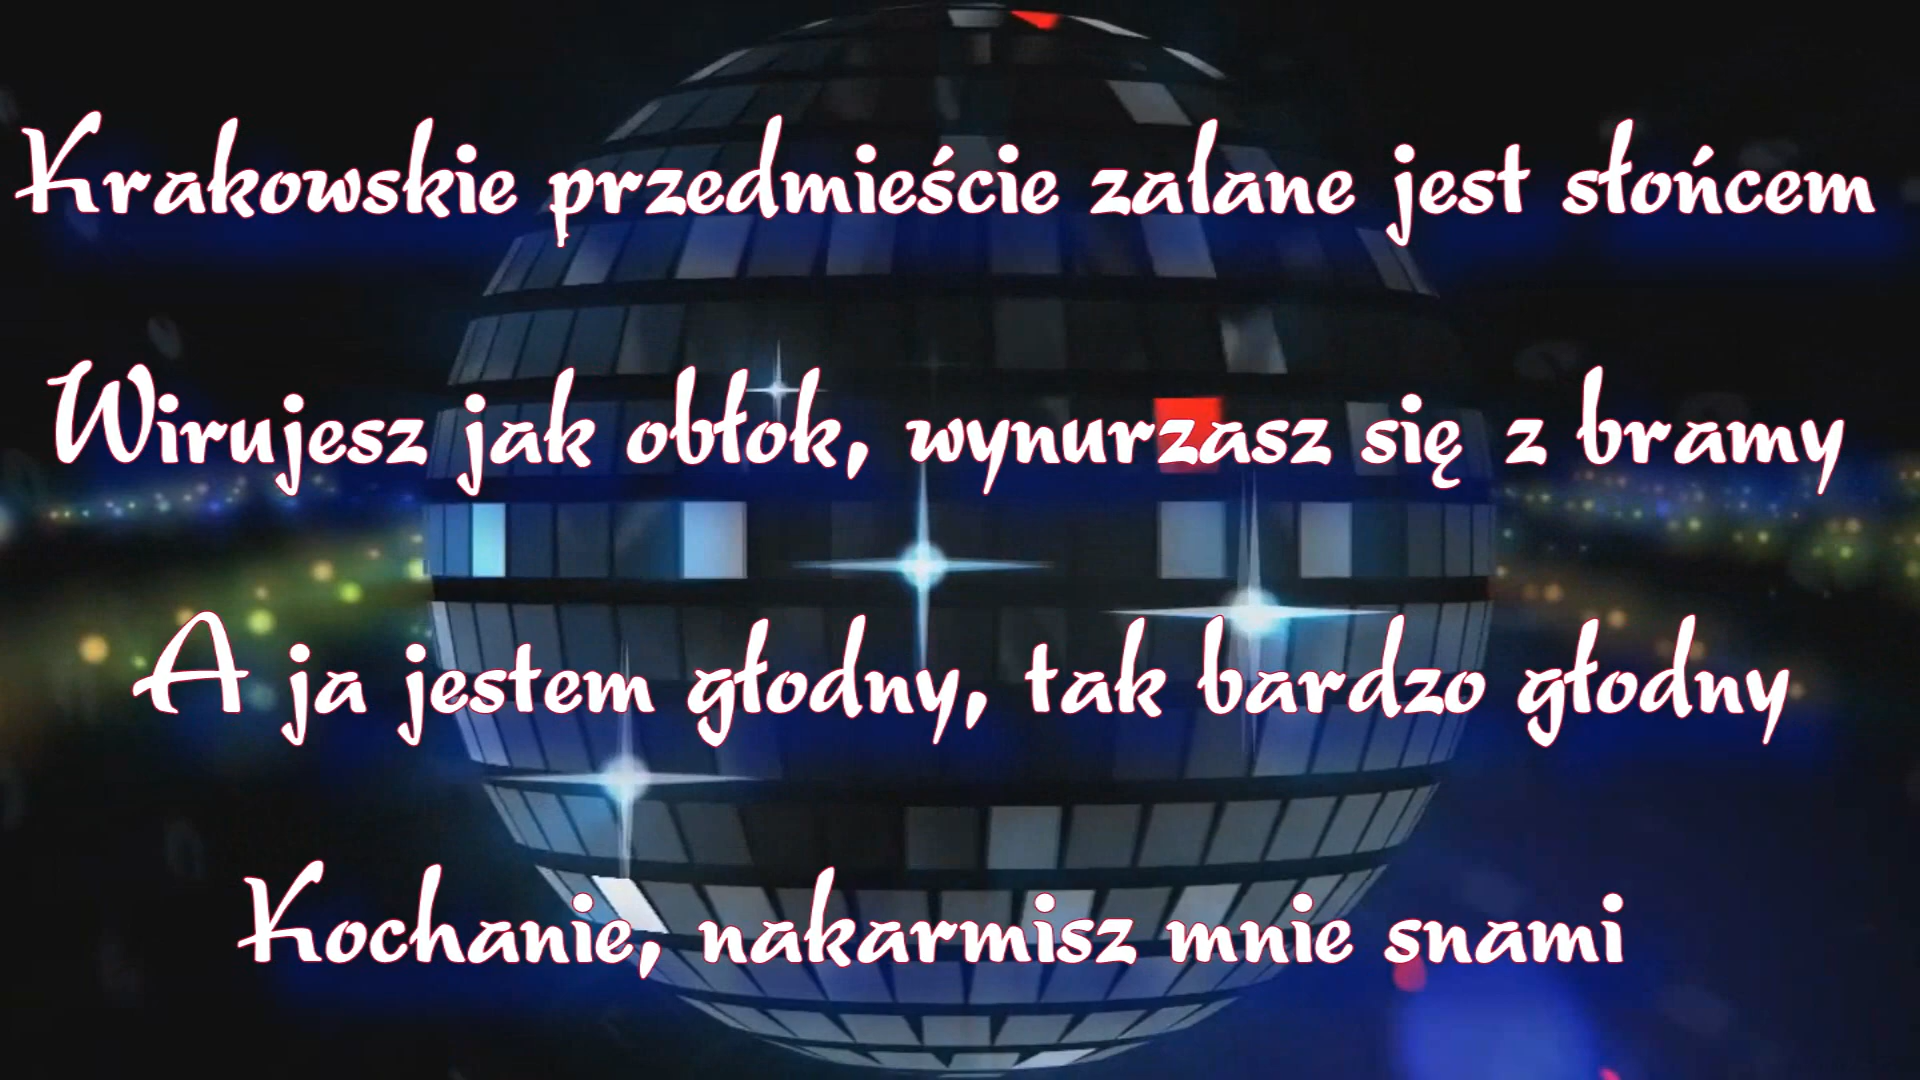 Krakowskie przedmieście zalane jest słońcem
Wirujesz jak obłok, wynurzasz się z bramy
A ja jestem głodny, tak bardzo głodny
Kochanie, nakarmisz mnie snami